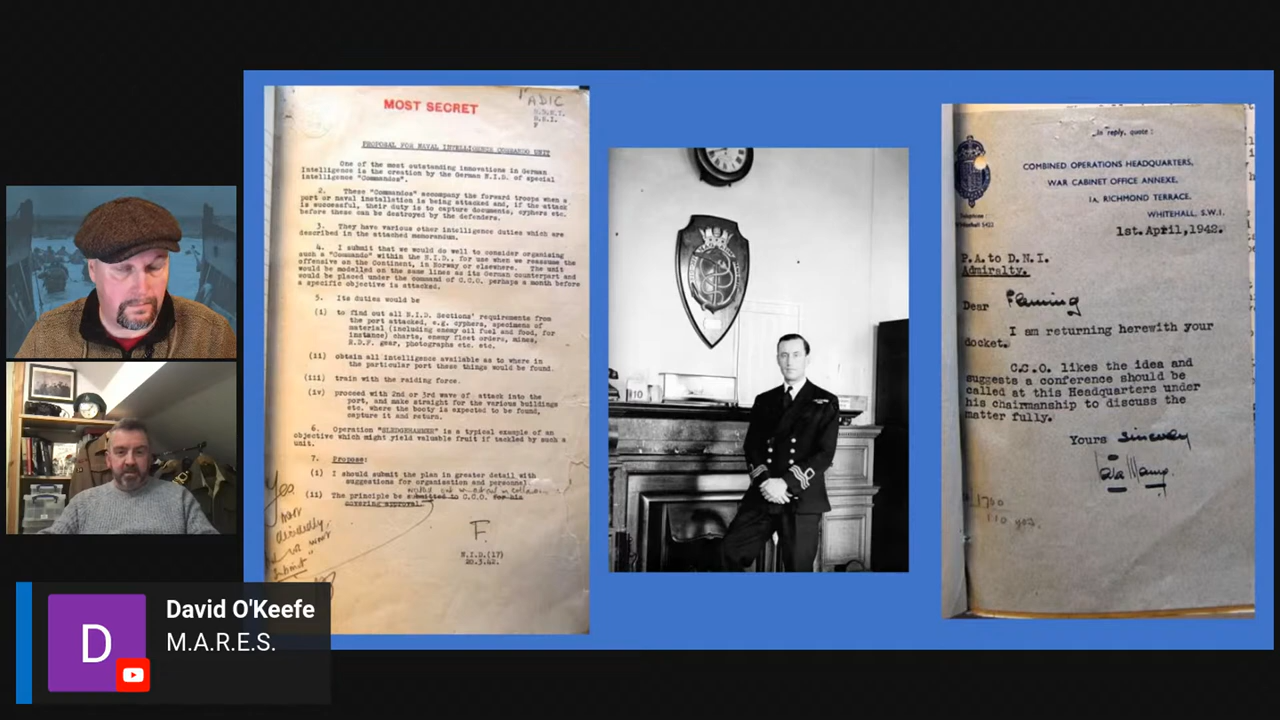 MOST SECRET
ADIC
PROPOSAL FOR NAVAL INTELLIGENCE COMMANDO UNIT
One of the most outstanding innovations in German
Intelligence is the creation by the German N.I.D. of special
Intelligence "Commandos".
2. These "Commandos" accompany the forward troops when a
port or naval installation is being attacked and, if the attack
is successful, their duty is to capture documents, cyphers etc.
before these can be destroyed by the defenders.
3. They have various other intelligence duties which are
described in the attached memorandum.
4. I submit that we would do well to consider organising
such a "Commando" within the N.I.D., for use when we reassume the
offensive on the Continent, in Norway or elsewhere. The unit
would be modelled on the same lines as its German counterpart and
would be placed under the command of C.C.O. perhaps a month before
a specific objective is attacked.
5. Its duties would be
(i) to find out all N.I.D. Sections' requirements from
the port attacked, e.g. cyphers, specimens of
material (including enemy oil fuel and food, for
instance) charts, enemy fleet orders, mines,
R.D.F. gear, photographs etc. etc.
(ii) obtain all intelligence available as to where in
the particular port these things would be found.
(iii) train with the raiding force.
(iv) proceed with 2nd or 3rd wave of attack into the
port, and make straight for the various buildings
etc. where the booty is expected to be found,
capture it and return.
6. Operation "SLEDGEHAMMER" is a typical example of an
objective which might yield valuable fruit if tackled by such a
unit.
7. Propose:
(i) I should submit the plan in greater detail with
suggestions for organisation and personnel
(ii) The principle be submitted to C.C.O. for his
covering approval.
Yes.
most
decidedly.
F.
N.I.D.(17)
20.3.42.
In reply, quote :
COMBINED OPERATIONS HEADQUARTERS,
WAR CABINET OFFICE ANNEXE,
1A, RICHMOND TERRACE,
WHITEHALL, S.W.1.
1st. April, 1942.
P.A. to D.N.I.
Admiralty.
Dear Fleming
I am returning herewith your
docket.
C.C.O. likes the idea and
suggests a conference should be
called at this Headquarters under
his chairmanship to discuss the
matter fully.
Yours sincerely
D
David O'Keefe
M.A.R.E.S.